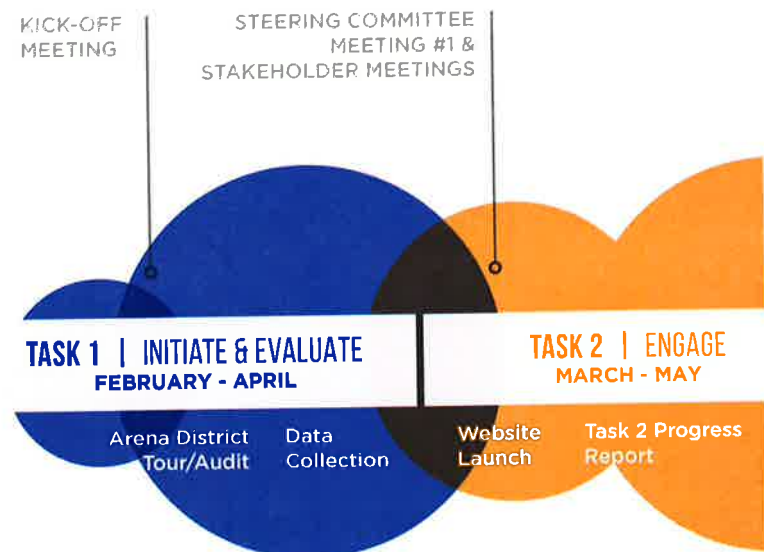 KICK-OFF
MEETING
STEERING COMMITTEE
MEETING #1 &
STAKEHOLDER MEETINGS
TASK 1 | INITIATE & EVALUATE
FEBRUARY - APRIL
TASK 2 | ENGAGE
MARCH - MAY
Arena District
Tour/Audit
Data
Collection
Website
Launch
Task 2 Progress
Report